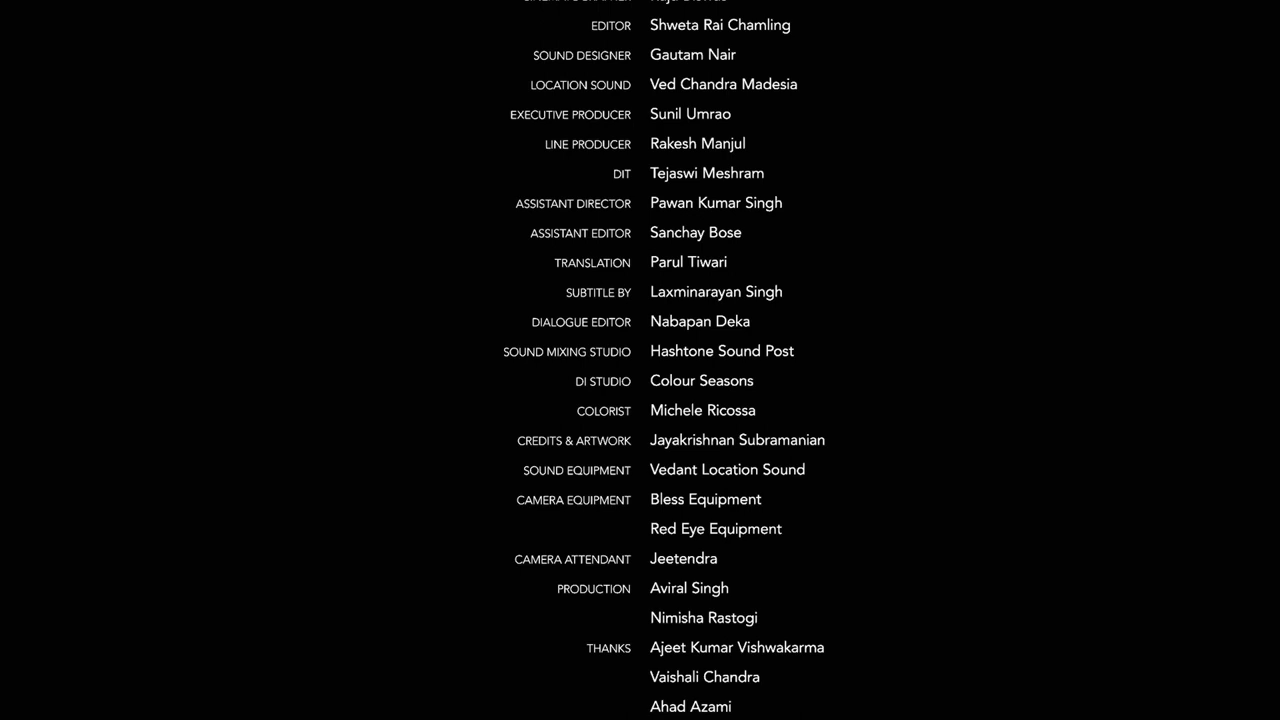 EDITOR Shweta Rai Chamling
SOUND DESIGNER Gautam Nair
LOCATION SOUND Ved Chandra Madesia
EXECUTIVE PRODUCER Sunil Umrao
LINE PRODUCER Rakesh Manjul
DIT Tejaswi Meshram
ASSISTANT DIRECTOR Pawan Kumar Singh
ASSISTANT EDITOR Sanchay Bose
TRANSLATION Parul Tiwari
SUBTITLE BY Laxminarayan Singh
DIALOGUE EDITOR Nabapan Deka
SOUND MIXING STUDIO Hashtone Sound Post
DI STUDIO Colour Seasons
COLORIST Michele Ricossa
CREDITS & ARTWORK Jayakrishnan Subramanian
SOUND EQUIPMENT Vedant Location Sound
CAMERA EQUIPMENT Bless Equipment
Red Eye Equipment
CAMERA ATTENDANT Jeetendra
PRODUCTION Aviral Singh
Nimisha Rastogi
THANKS Ajeet Kumar Vishwakarma
Vaishali Chandra
Ahad Azami